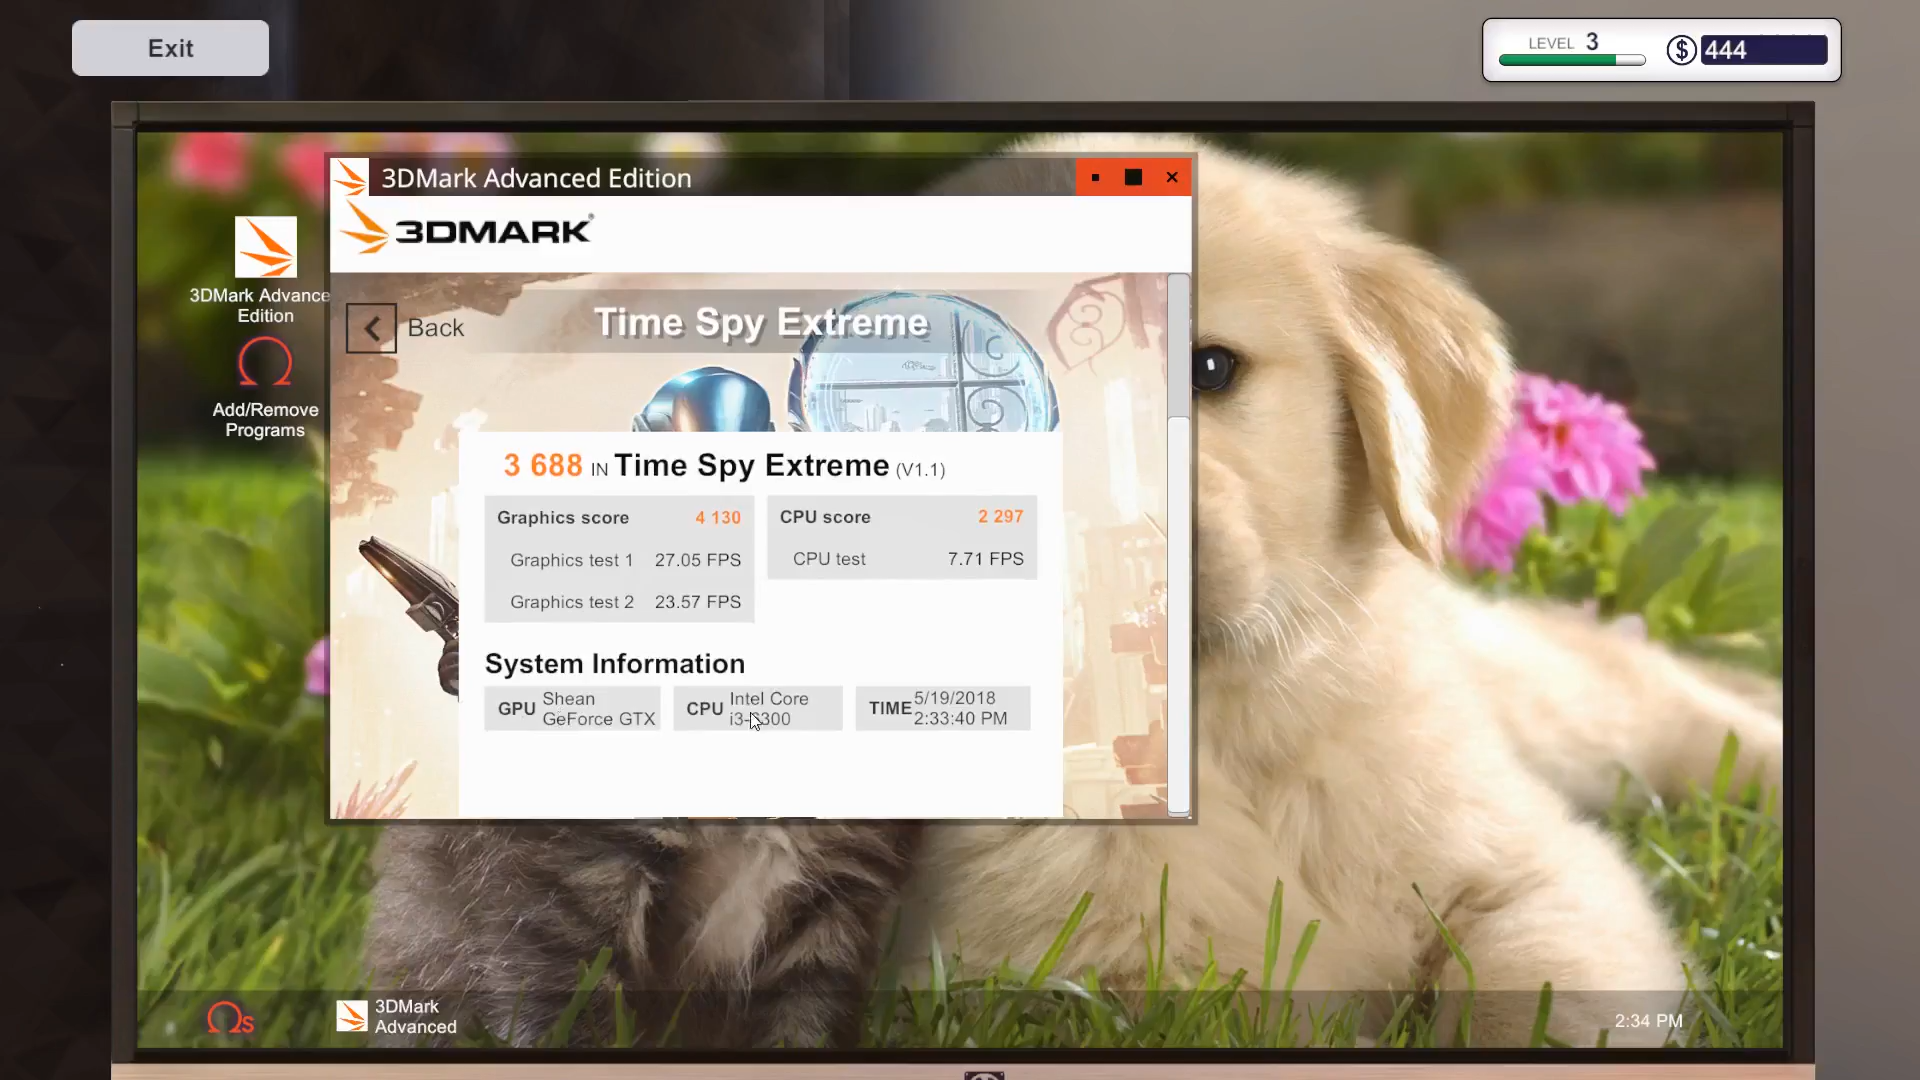 Exit
LEVEL 3
$ 444
3DMark Advanced Edition
3DMARK
3DMark Advance
Edition
Back
Time Spy Extreme
Add/Remove
Programs
3 688 IN Time Spy Extreme (V1.1)
Graphics score 4 130
Graphics test 1 27.05 FPS
Graphics test 2 23.57 FPS
CPU score 2 297
CPU test 7.71 FPS
System Information
GPU Shean
GeForce GTX
CPU Intel Core
TIME 5/19/2018
2:33:40 PM
3DMark
Advanced
2:34 PM